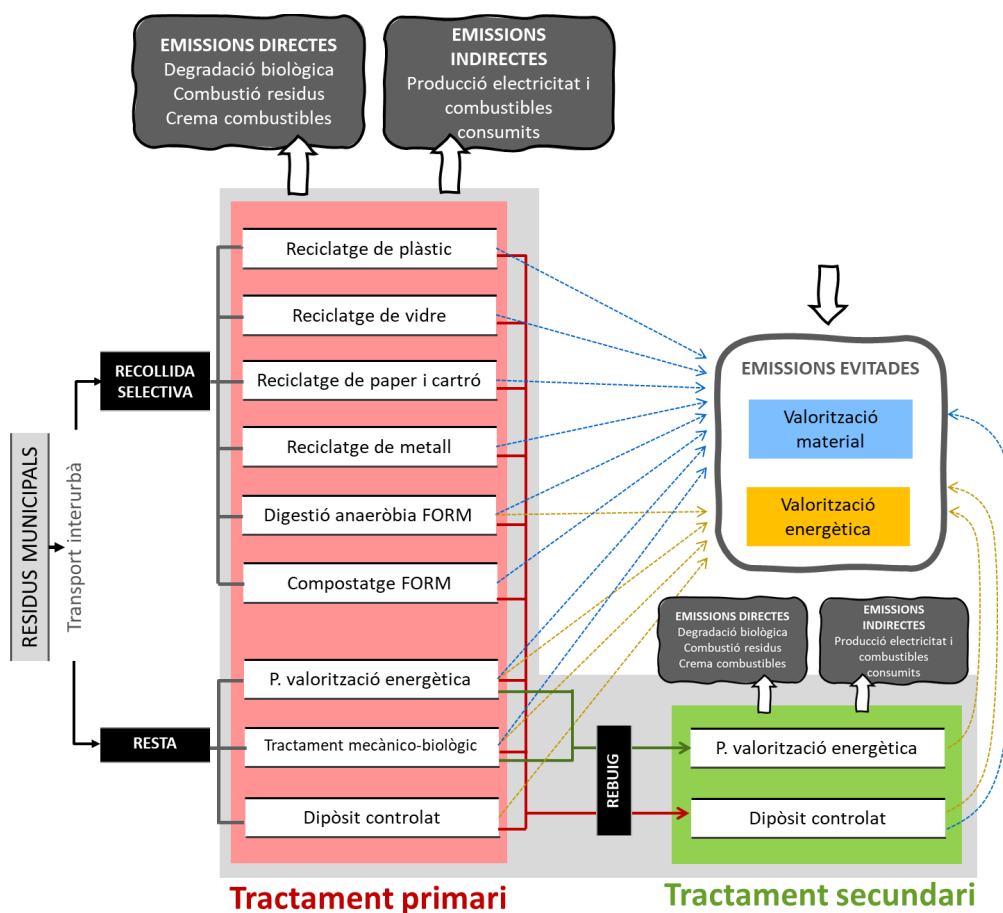 EMISSIONS DIRECTES
Degradació biològica
Combustió residus
Crema combustibles
EMISSIONS
INDIRECTES
Producció electricitat i
combustibles
consumits
RESIDUS MUNICIPALS
Transport interurbà
RECOLLIDA
SELECTIVA
RESTA
Reciclatge de plàstic
Reciclatge de vidre
Reciclatge de paper i cartró
Reciclatge de metall
Digestió anaeròbia FORM
Compostatge FORM
P. valorització energètica
Tractament mecànico-biològic
Dipòsit controlat
Tractament primari
EMISSIONS EVITADES
Valorització
material
Valorització
energètica
EMISSIONS DIRECTES
Degradació biològica
Combustió residus
Crema combustibles
EMISSIONS
INDIRECTES
Producció electricitat i
combustibles
consumits
REBUIG
P. valorització energètica
Dipòsit controlat
Tractament secundari